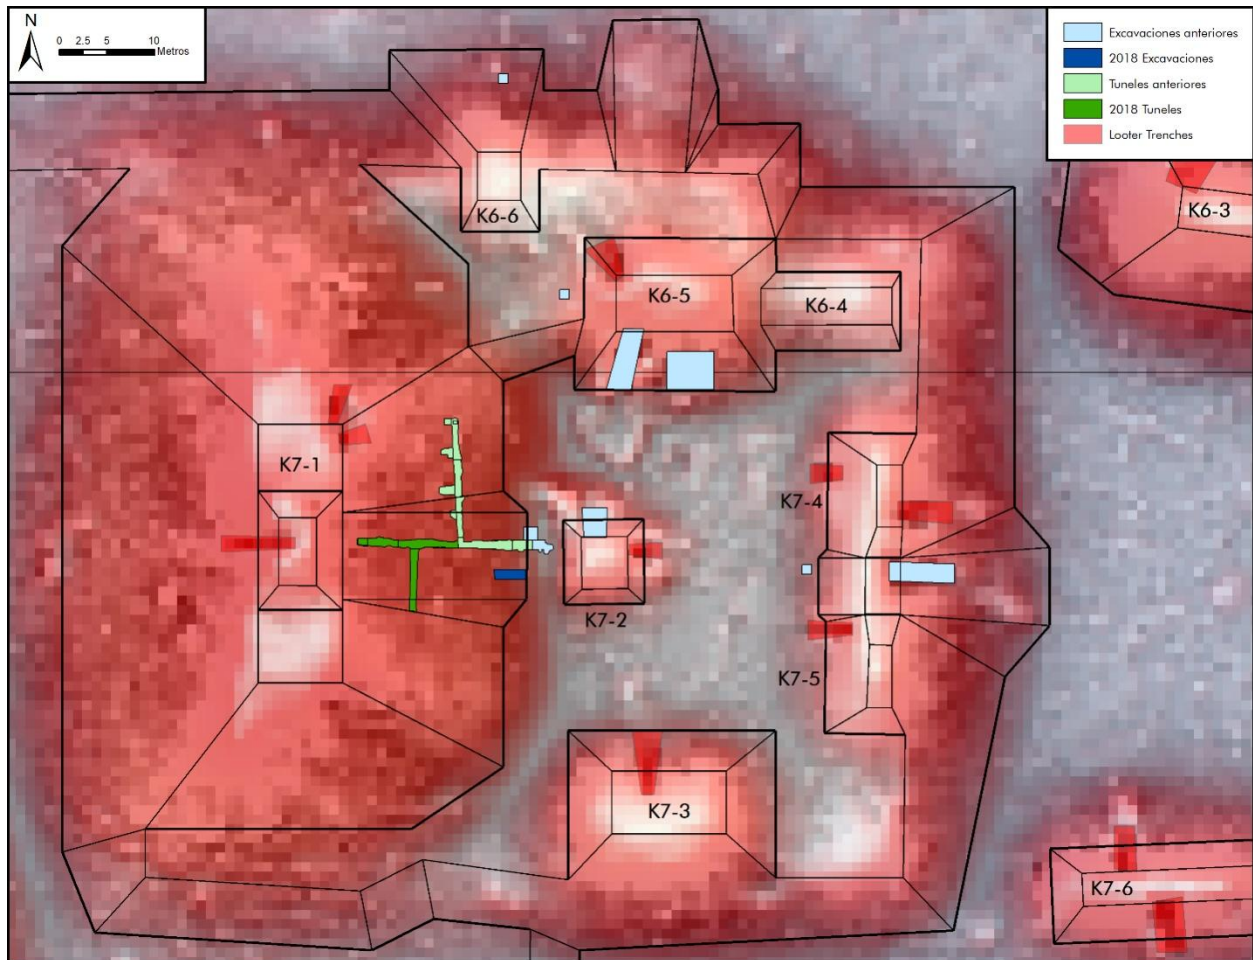 N
0 2.5 5 10
Metros
Excavaciones anteriores
2018 Excavaciones
Tuneles anteriores
2018 Tuneles
Looter Trenches
K6-6
K6-3
K6-5
K6-4
K7-1
K7-4
K7-2
K7-5
K7-3
K7-6